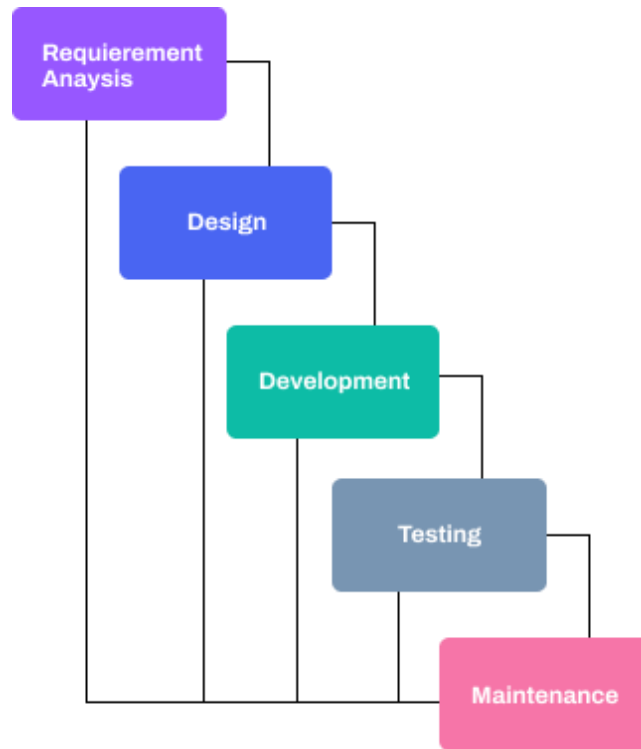 Requierement
Anaysis
Design
Development
Testing
Maintenance